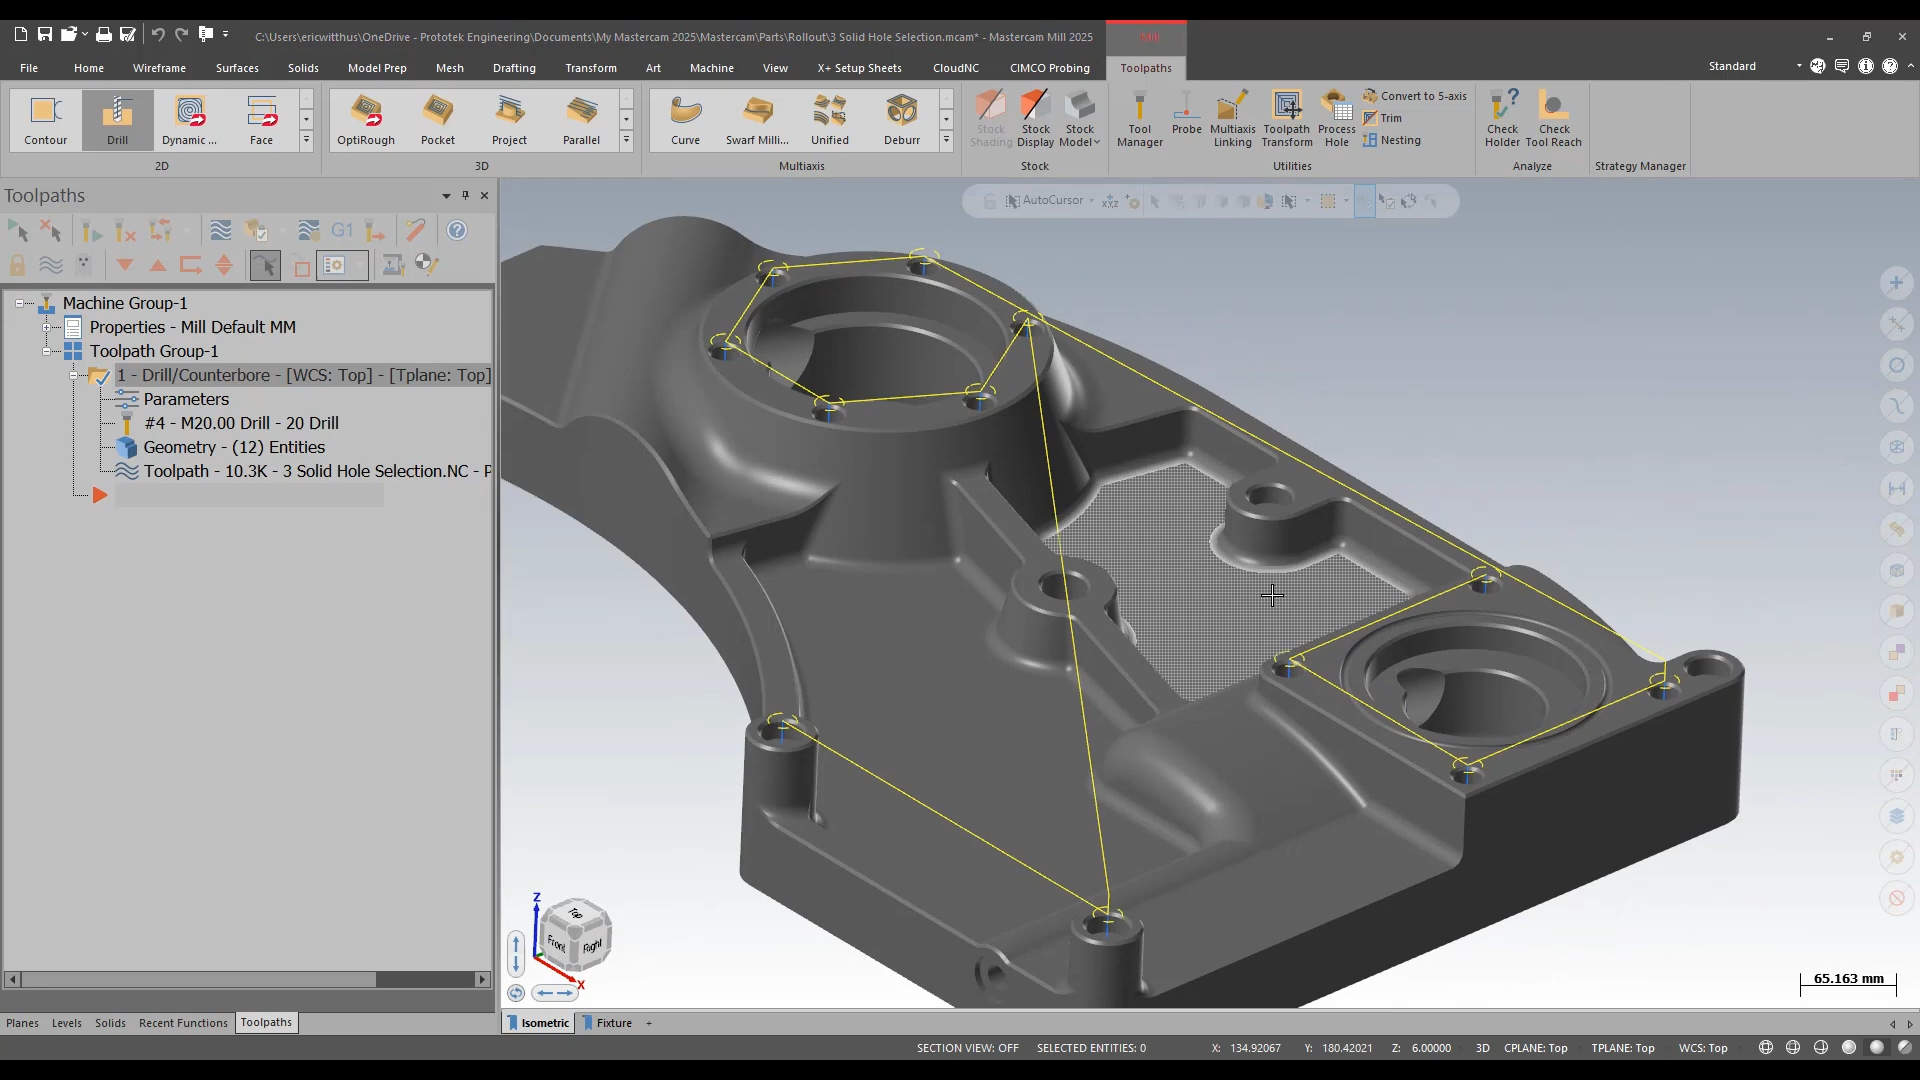 C:\Users\ericwitthus\OneDrive - Prototek Engineering\Documents\My Mastercam 2025\Mastercam\Parts\Rollout\3 Solid Hole Selection.mcam* - Mastercam Mill 2025
Mill
File Home Wireframe Surfaces Solids Model Prep Mesh Drafting Transform Art Machine View X+ Setup Sheets CloudNC CIMCO Probing Toolpaths Standard
Contour Drill Dynamic ... Face OptiRough Pocket Project Parallel Curve Swarf Milli... Unified Deburr
Stock Shading Stock Display Stock Model Tool Manager Probe Multiaxis Linking Toolpath Transform Process Hole
Convert to 5-axis
Trim
Nesting
Check Holder Check Tool Reach
2D 3D Multiaxis Stock Utilities Analyze Strategy Manager
Toolpaths
AutoCursor
XYZ
G1
Machine Group-1
Properties - Mill Default MM
Toolpath Group-1
1 - Drill/Counterbore - [WCS: Top] - [Tplane: Top]
Parameters
#4 - M20.00 Drill - 20 Drill
Geometry - (12) Entities
Toolpath - 10.3K - 3 Solid Hole Selection.NC - P
Z
Top
Front Right
X
65.163 mm
Planes Levels Solids Recent Functions Toolpaths
Isometric Fixture +
SECTION VIEW: OFF SELECTED ENTITIES: 0 X: 134.92067 Y: 180.42021 Z: 6.00000 3D CPLANE: Top TPLANE: Top WCS: Top